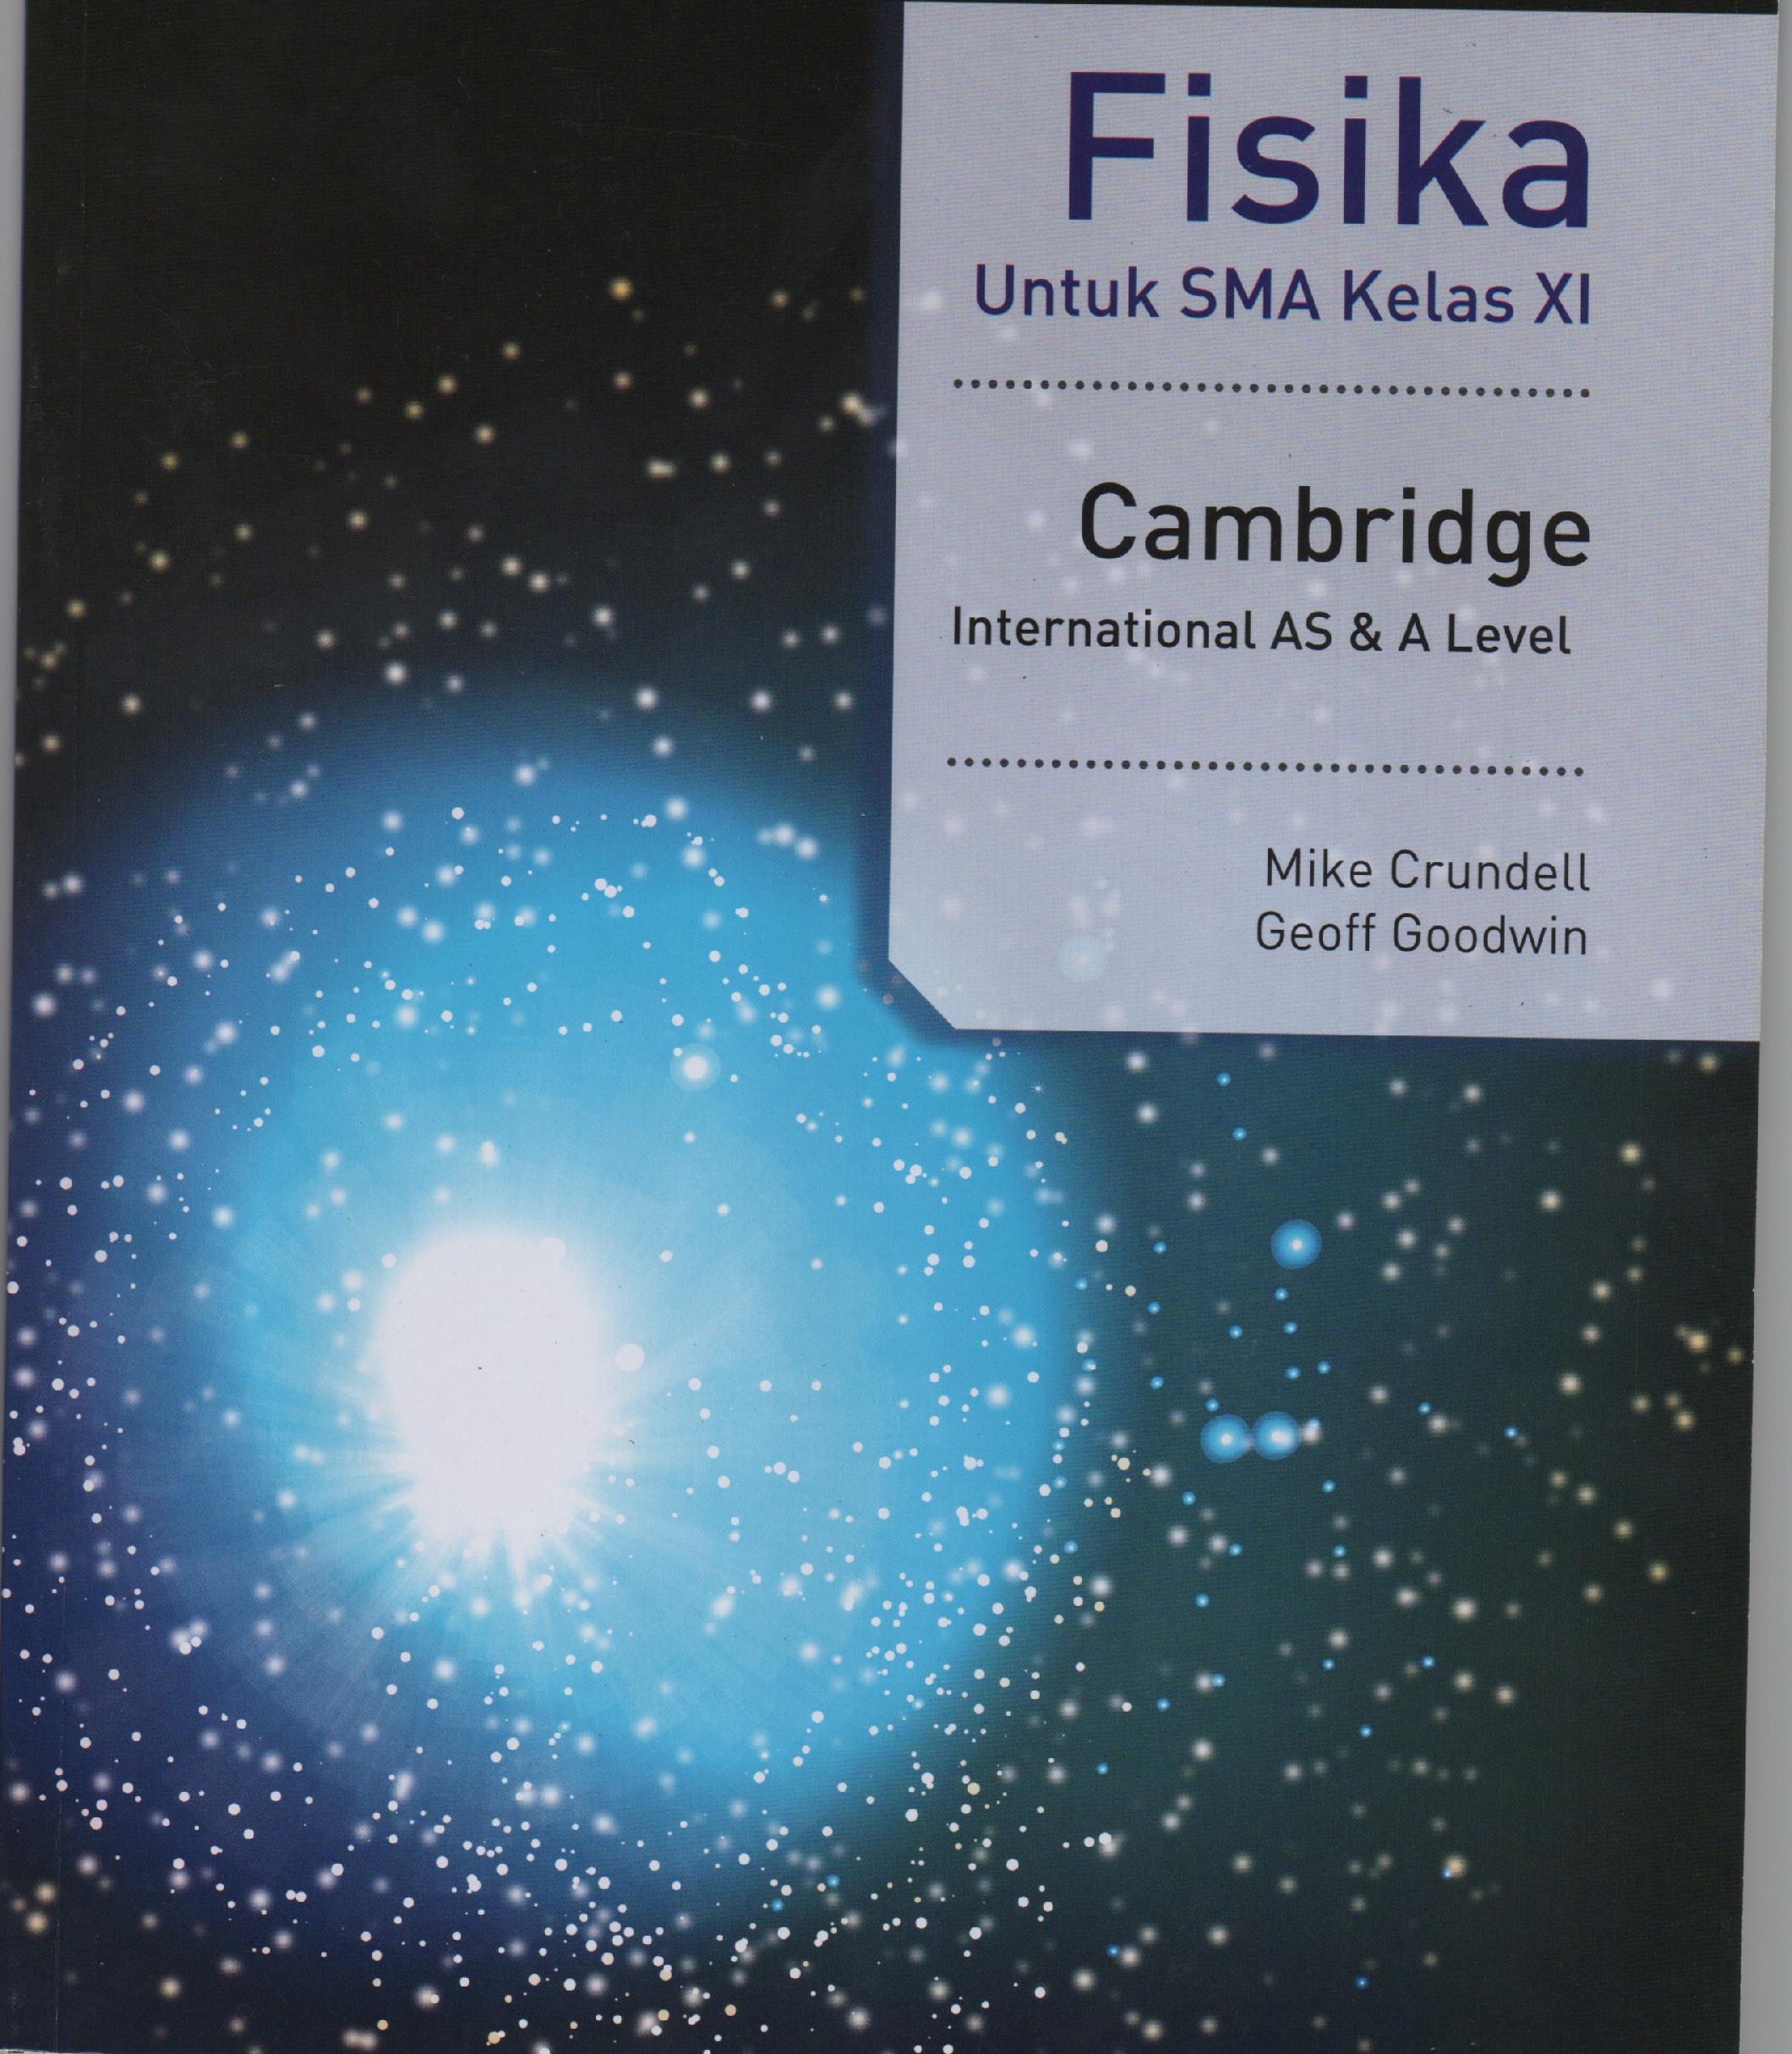 Fisika
Untuk SMA Kelas XI
Cambridge
International AS & A Level
Mike Crundell
Geoff Goodwin